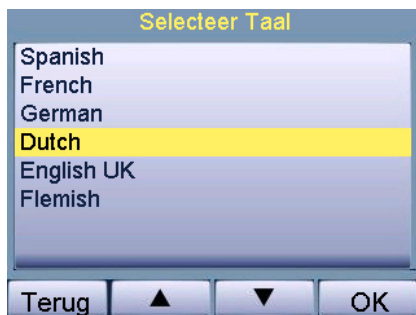 Selecteer Taal
Spanish
French
German
Dutch
English UK
Flemish
Terug ▲ ▼ OK